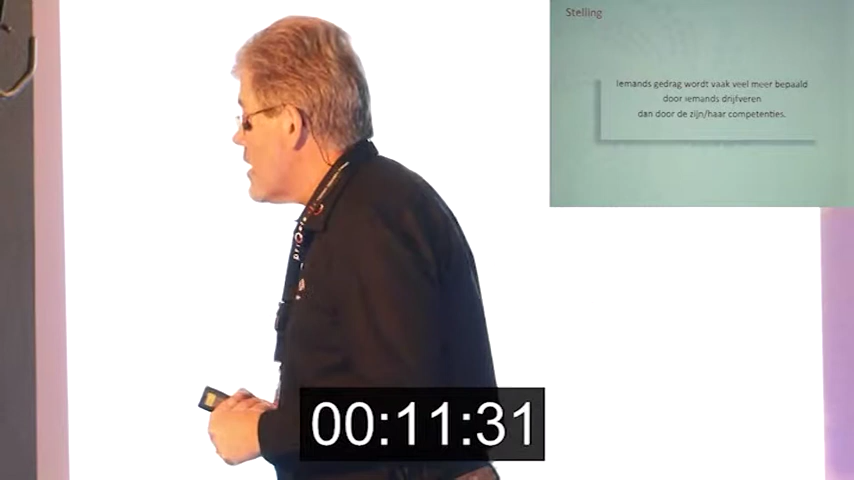 Stelling
Iemands gedrag wordt vaak veel meer bepaald
door iemands drijfveren
dan door de zijn/haar competenties.
00:11:31